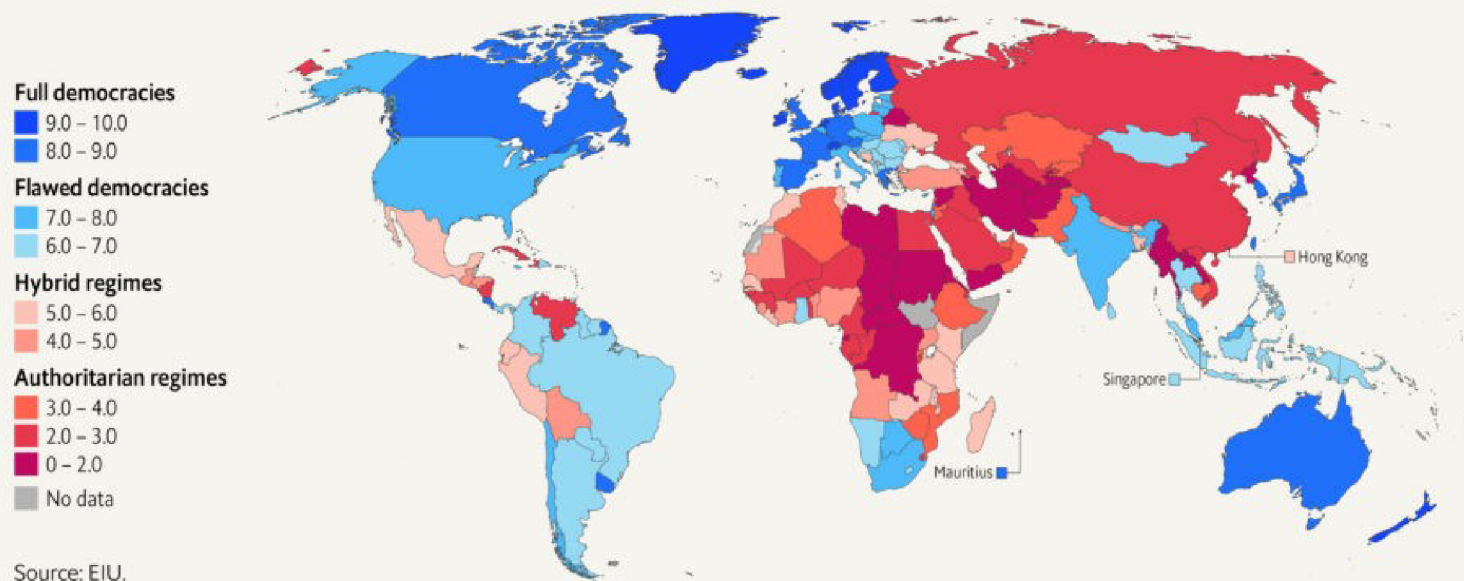 Full democracies
9.0 – 10.0
8.0 – 9.0
Flawed democracies
7.0 – 8.0
6.0 – 7.0
Hybrid regimes
5.0 – 6.0
4.0 – 5.0
Authoritarian regimes
3.0 – 4.0
2.0 – 3.0
0 – 2.0
No data
Source: EIU.
Hong Kong
Singapore
Mauritius